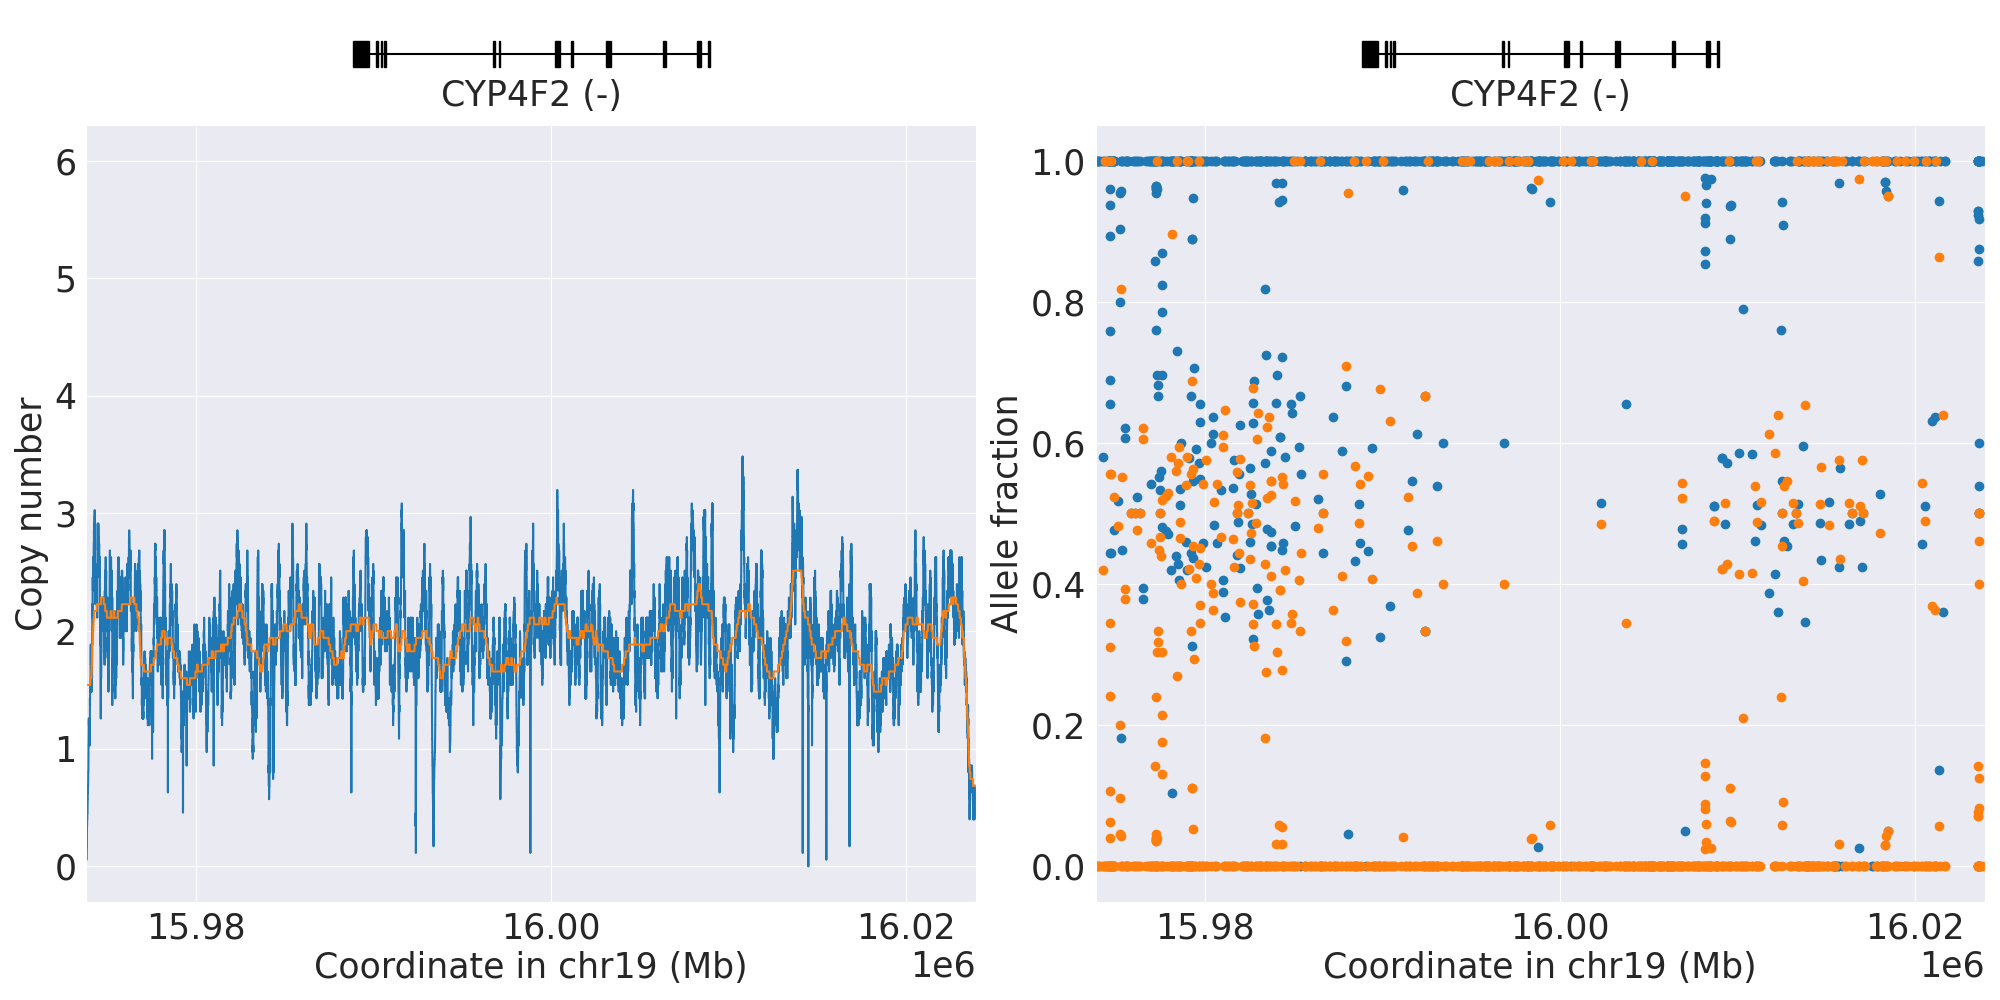 CYP4F2 (-)
CYP4F2 (-)
Copy number
6
5
4
3
2
1
0
15.98
16.00
16.02
Coordinate in chr19 (Mb)
1e6
Allele fraction
1.0
0.8
0.6
0.4
0.2
0.0
15.98
16.00
16.02
Coordinate in chr19 (Mb)
1e6